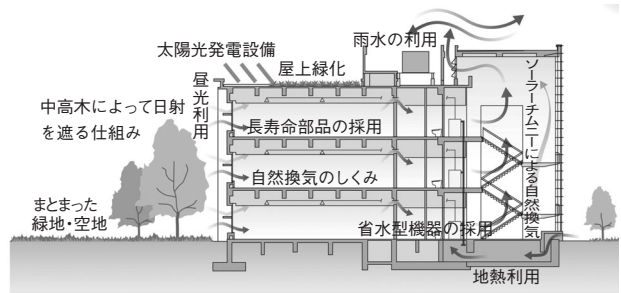 雨水の利用
太陽光発電設備
屋上緑化
昼光利用
中高木によって日射
を遮る仕組み
長寿命部品の採用
ソーラーチムニーによる自然換気
自然換気のしくみ
まとまった
緑地・空地
省水型機器の採用
地熱利用